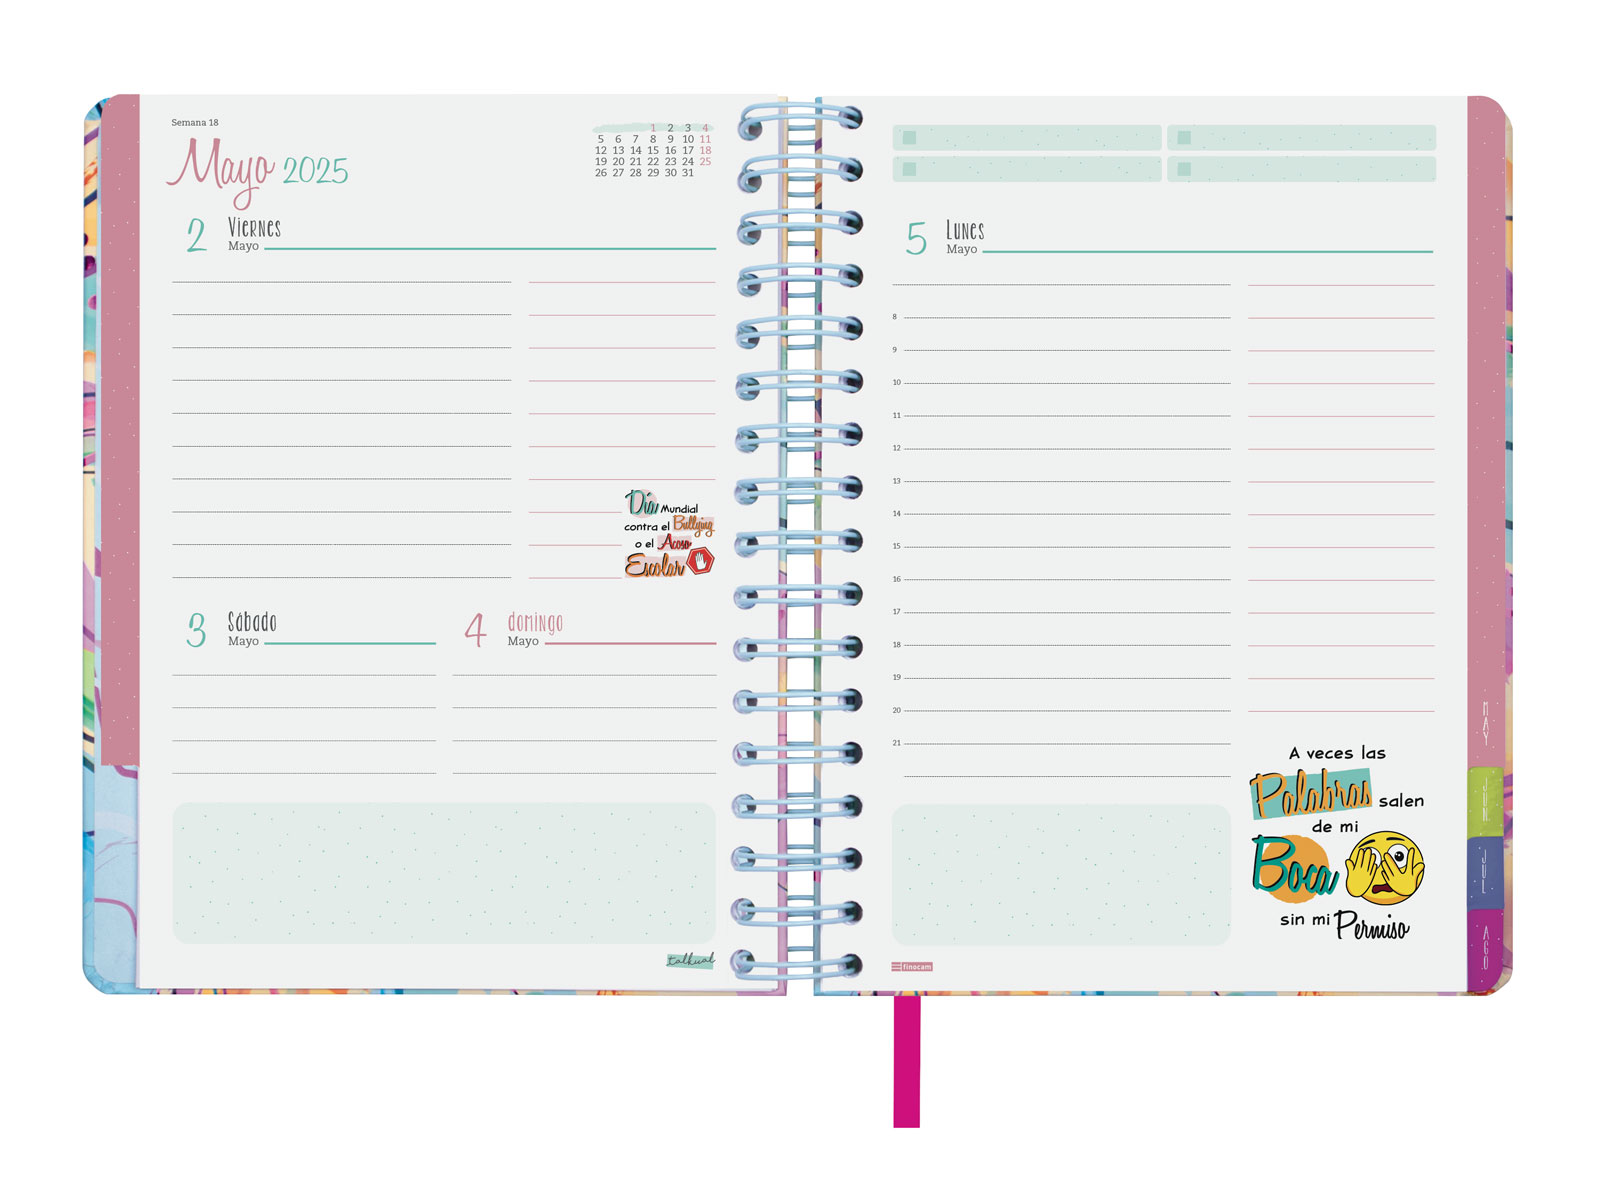 Semana 18
Mayo 2025
1 2 3 4
5 6 7 8 9 10 11
12 13 14 15 16 17 18
19 20 21 22 23 24 25
26 27 28 29 30 31
2 Viernes
Mayo
Día Mundial
contra el Bullying
o el Acoso
Escolar
3 Sábado
Mayo
4 domingo
Mayo
talkual
5 Lunes
Mayo
8
9
10
11
12
13
14
15
16
17
18
19
20
21
A veces las
Palabras salen
de mi
Boca
sin mi Permiso
finocam
MAY
JUN
JUL
AGO